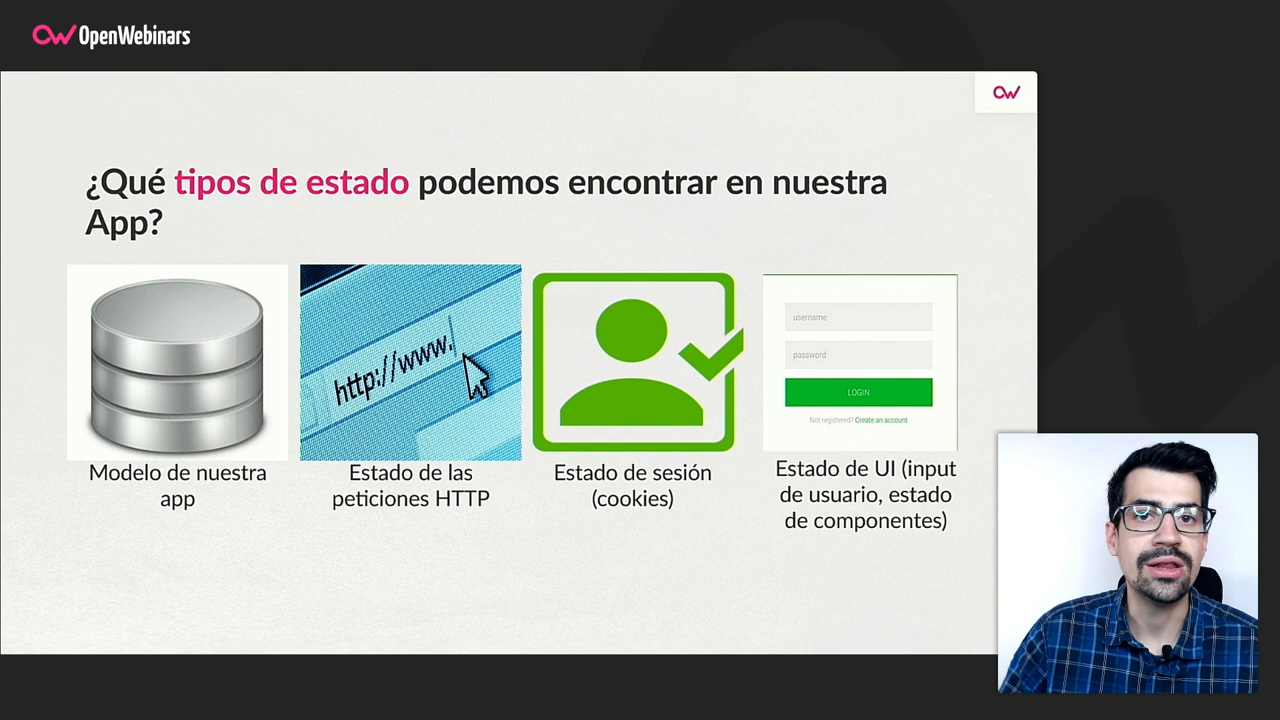 OpenWebinars
¿Qué tipos de estado podemos encontrar en nuestra
App?
http://www.
username
password
LOGIN
Not registered? Create an account
Modelo de nuestra
app
Estado de las
peticiones HTTP
Estado de sesión
(cookies)
Estado de UI (input
de usuario, estado
de componentes)